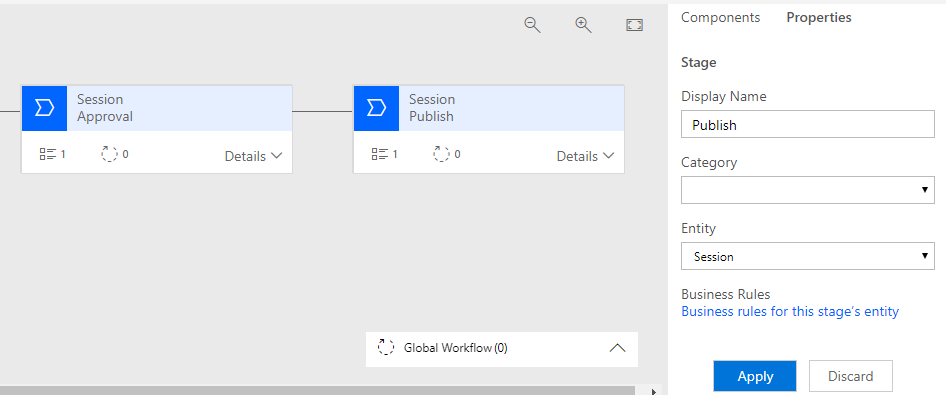 Components Properties
Session
Approval
1 0 Details
Session
Publish
1 0 Details
Global Workflow (0)
Stage
Display Name
Publish
Category
Entity
Session
Business Rules
Business rules for this stage's entity
Apply Discard